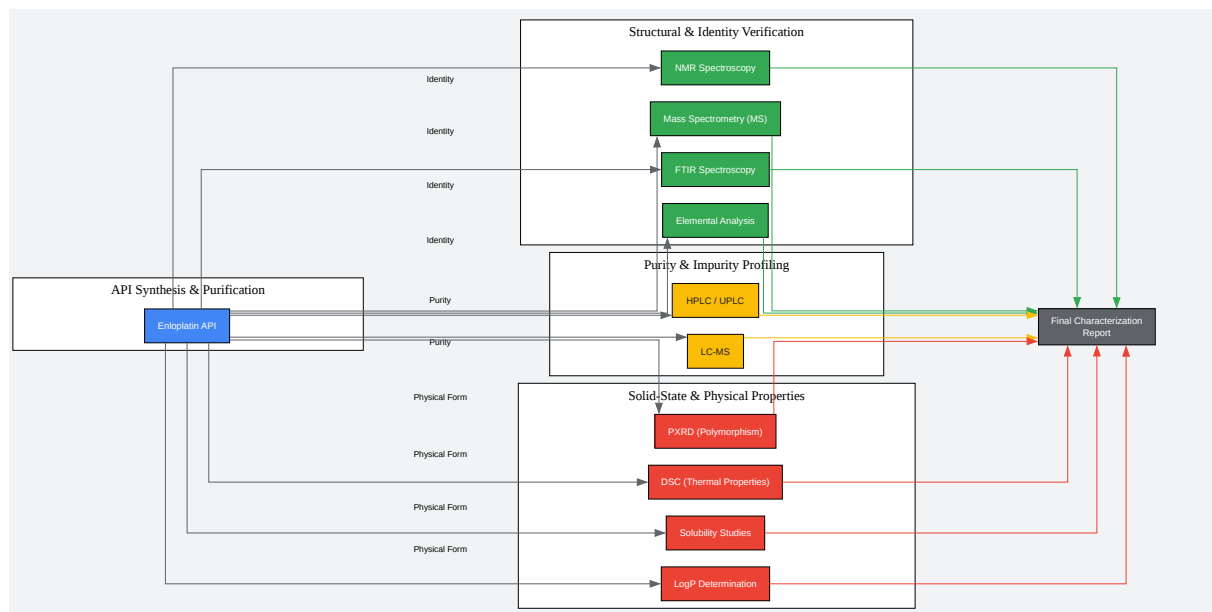 Structural & Identity Verification
NMR Spectroscopy
Identity
Mass Spectrometry (MS)
Identity
FTIR Spectroscopy
Identity
Elemental Analysis
Identity
Purity & Impurity Profiling
API Synthesis & Purification
HPLC / UPLC
Purity
Enloplatin API
Final Characterization
Report
Purity
LC-MS
Solid-State & Physical Properties
Physical Form
PXRD (Polymorphism)
Physical Form
DSC (Thermal Properties)
Physical Form
Solubility Studies
Physical Form
LogP Determination